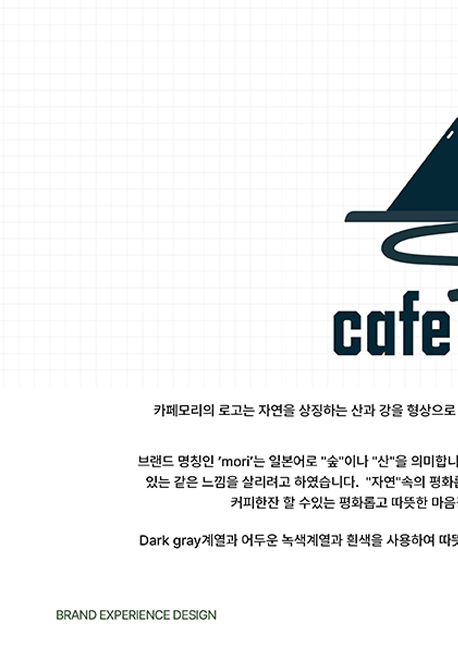 cafe
카페모리의 로고는 자연을 상징하는 산과 강을 형상으로
브랜드 명칭인 ‘mori’는 일본어로 "숲"이나 "산"을 의미합니
있는 같은 느낌을 살리려고 하였습니다. "자연"속의 평화
커피한잔 할 수있는 평화롭고 따뜻한 마음
Dark gray계열과 어두운 녹색계열과 흰색을 사용하여 따뜻
BRAND EXPERIENCE DESIGN